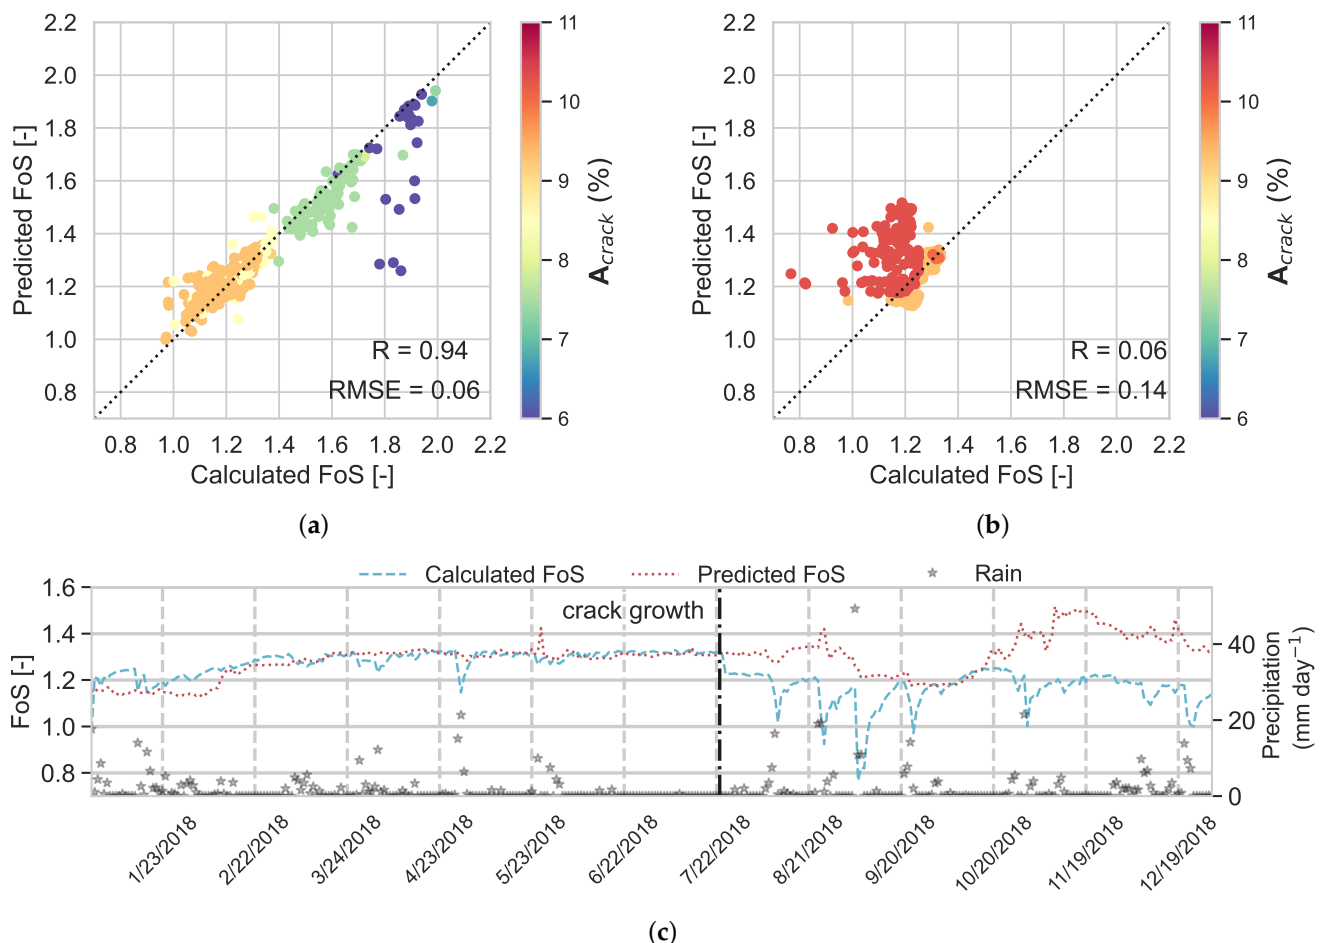 2.2
2.0
1.8
1.6
1.4
1.2
1.0
0.8
Predicted FoS [-]
R = 0.94
RMSE = 0.06
0.8 1.0 1.2 1.4 1.6 1.8 2.0 2.2
Calculated FoS [-]
11
10
9
8
7
6
A_crack (%)
(a)
2.2
2.0
1.8
1.6
1.4
1.2
1.0
0.8
Predicted FoS [-]
R = 0.06
RMSE = 0.14
0.8 1.0 1.2 1.4 1.6 1.8 2.0 2.2
Calculated FoS [-]
11
10
9
8
7
6
A_crack (%)
(b)
Calculated FoS Predicted FoS Rain
crack growth
1.6
1.4
1.2
1.0
0.8
FoS [-]
40
20
0
Precipitation
(mm day⁻¹)
1/23/2018 2/22/2018 3/24/2018 4/23/2018 5/23/2018 6/22/2018 7/22/2018 8/21/2018 9/20/2018 10/20/2018 11/19/2018 12/19/2018
(c)